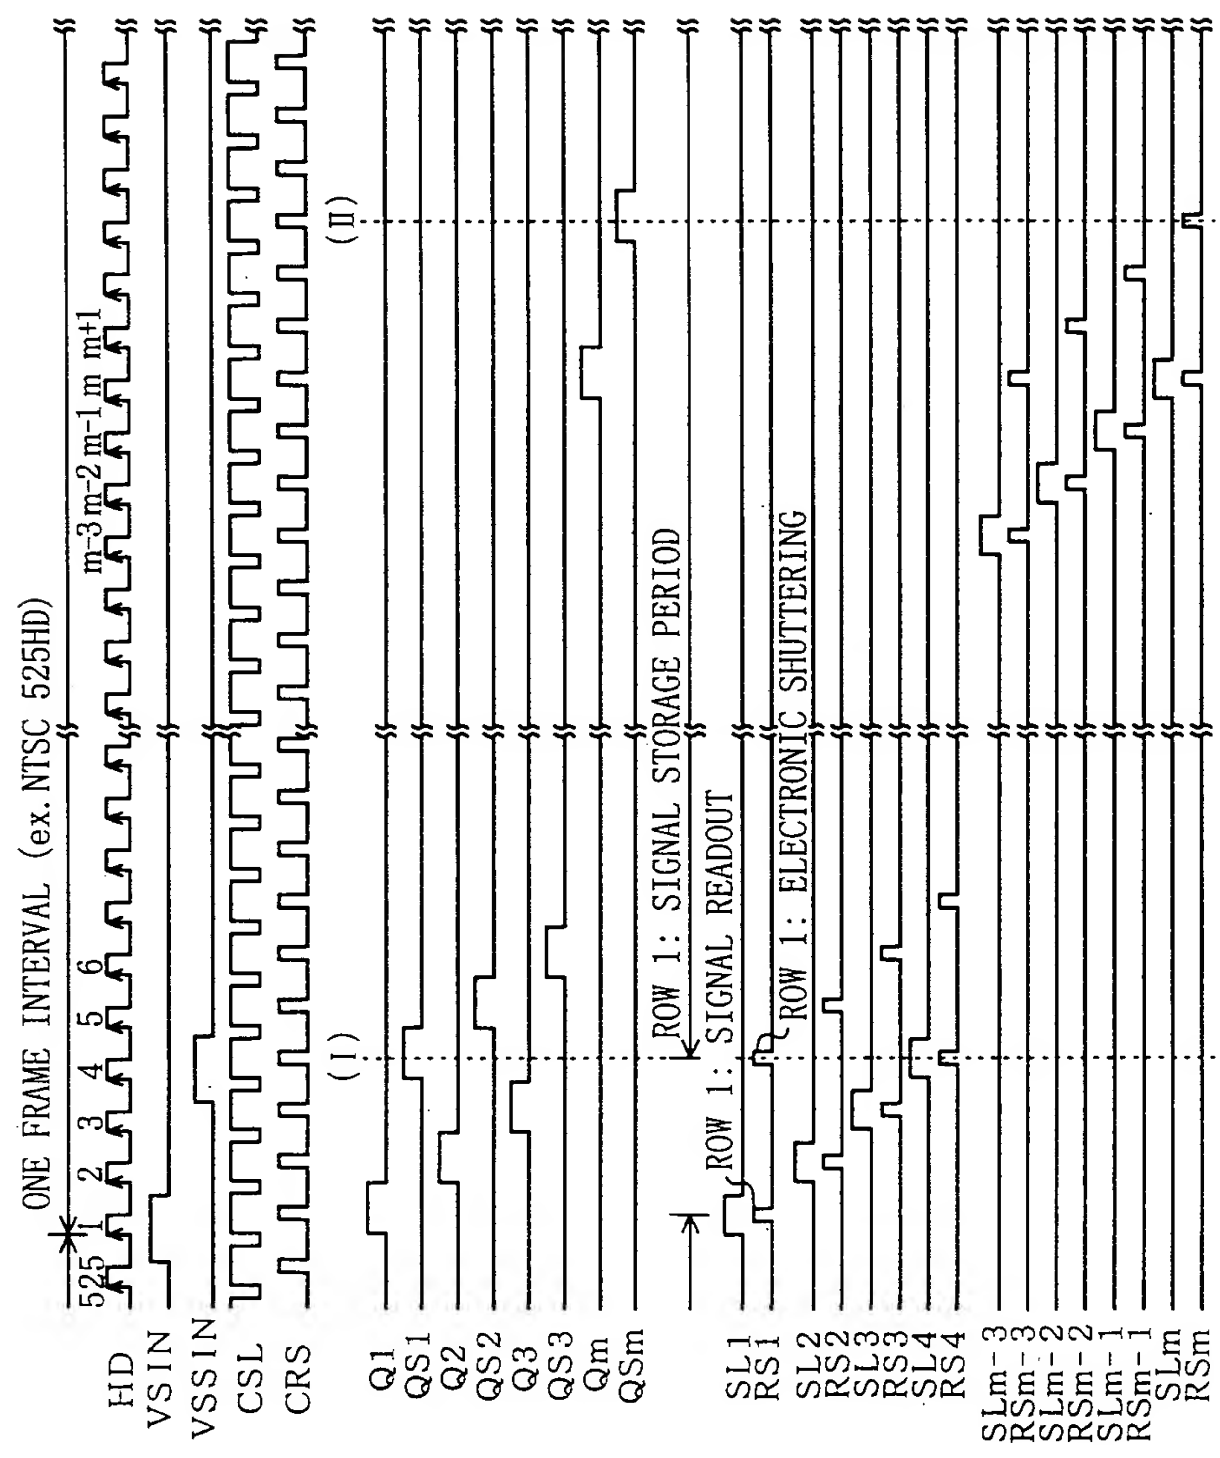 ONE FRAME INTERVAL (ex. NTSC 525HD)
525 1 2 3 4 5 6 m-3 m-2 m-1 m m+1
HD
VSIN
VSSIN
CSL
CRS
(I) (II)
Q1
QS1
Q2
QS2
Q3
QS3
Qm
QSm
ROW 1: SIGNAL STORAGE PERIOD
ROW 1: SIGNAL READOUT
SL1
RS1
ROW 1: ELECTRONIC SHUTTERING
SL2
RS2
SL3
RS3
SL4
RS4
SLm-3
RSm-3
SLm-2
RSm-2
SLm-1
RSm-1
SLm
RSm